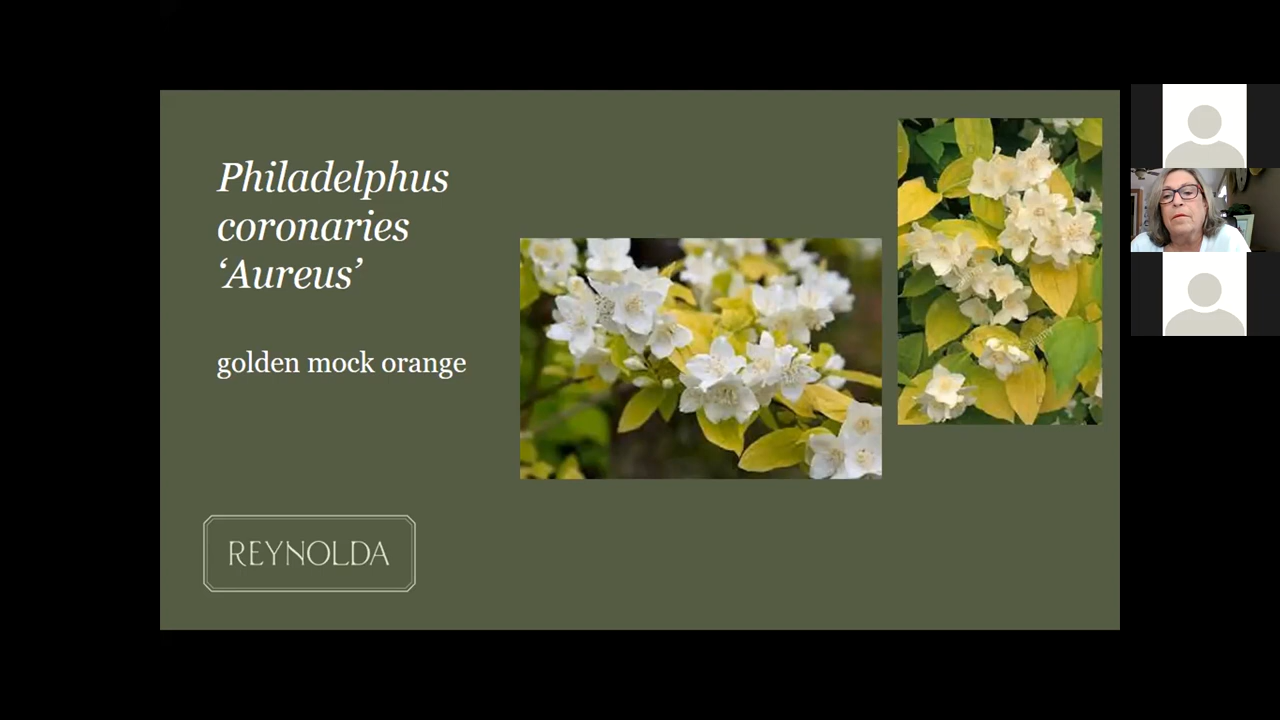 Philadelphus
coronaries
‘Aureus’
golden mock orange
REYNOLDA